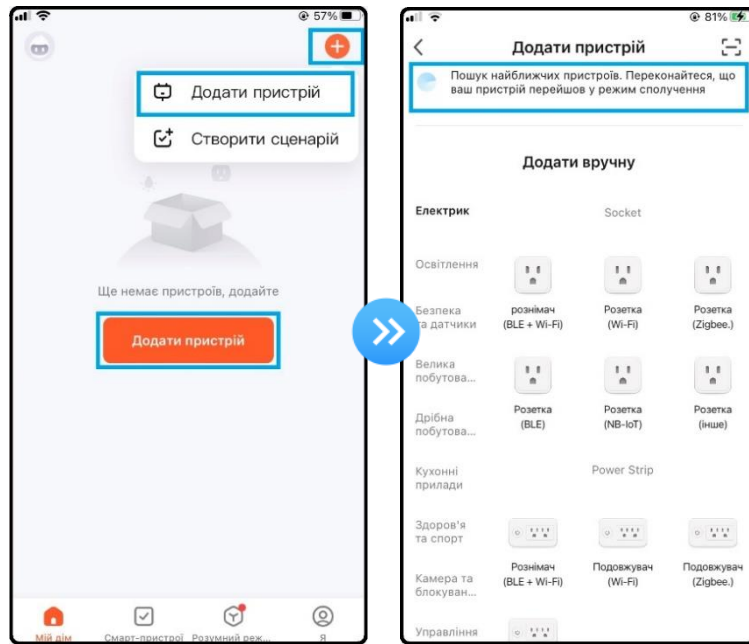 57%
Додати пристрій
Створити сценарій
Ще немає пристроїв, додайте
Додати пристрій
Мій дім
Смарт-пристрої
Розумний реж...
Я
81%
Додати пристрій
Пошук найближчих пристроїв. Переконайтеся, що
ваш пристрій перейшов у режим сполучення
Додати вручну
Електрик
Socket
Освітлення
Безпека
та датчики
рознімач
(BLE + Wi-Fi)
Розетка
(Wi-Fi)
Розетка
(Zigbee.)
Велика
побутова...
Дрібна
побутова...
Розетка
(BLE)
Розетка
(NB-IoT)
Розетка
(інше)
Кухонні
прилади
Power Strip
Здоров'я
та спорт
Камера та
блокуван...
Рознімач
(BLE + Wi-Fi)
Подовжувач
(Wi-Fi)
Подовжувач
(Zigbee.)
Управління